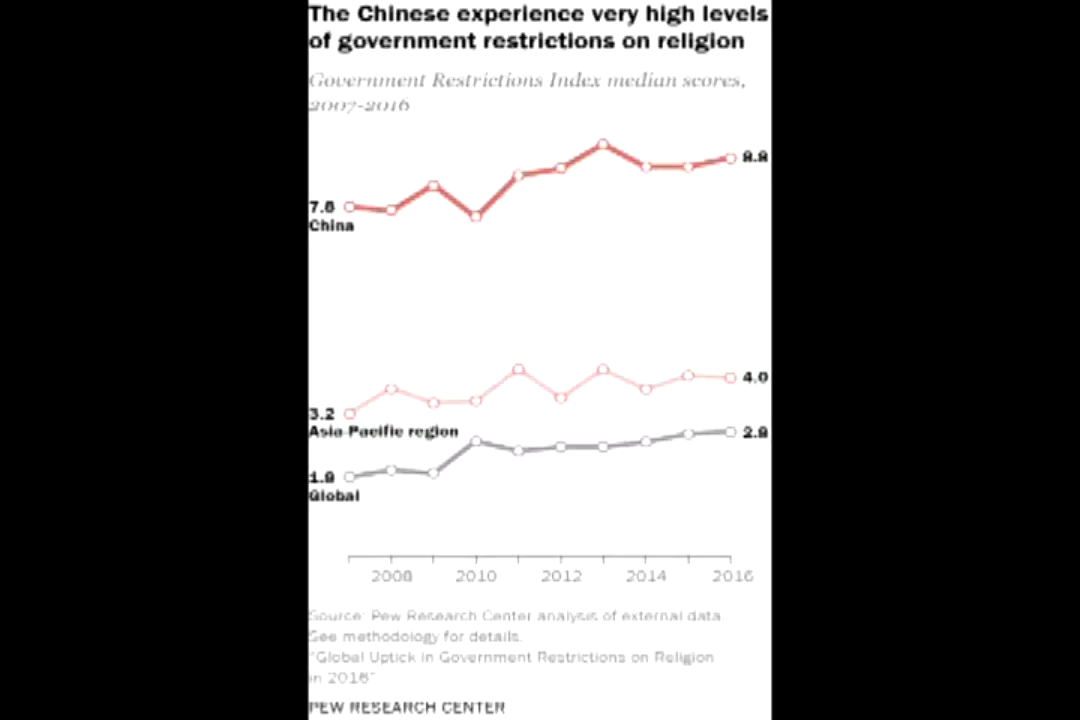 The Chinese experience very high levels
of government restrictions on religion
Government Restrictions Index median scores,
2007-2016
8.8
7.8
China
4.0
3.2
Asia-Pacific region
2.8
1.8
Global
2008 2010 2012 2014 2016
Source: Pew Research Center analysis of external data.
See methodology for details.
"Global Uptick in Government Restrictions on Religion
in 2016"
PEW RESEARCH CENTER